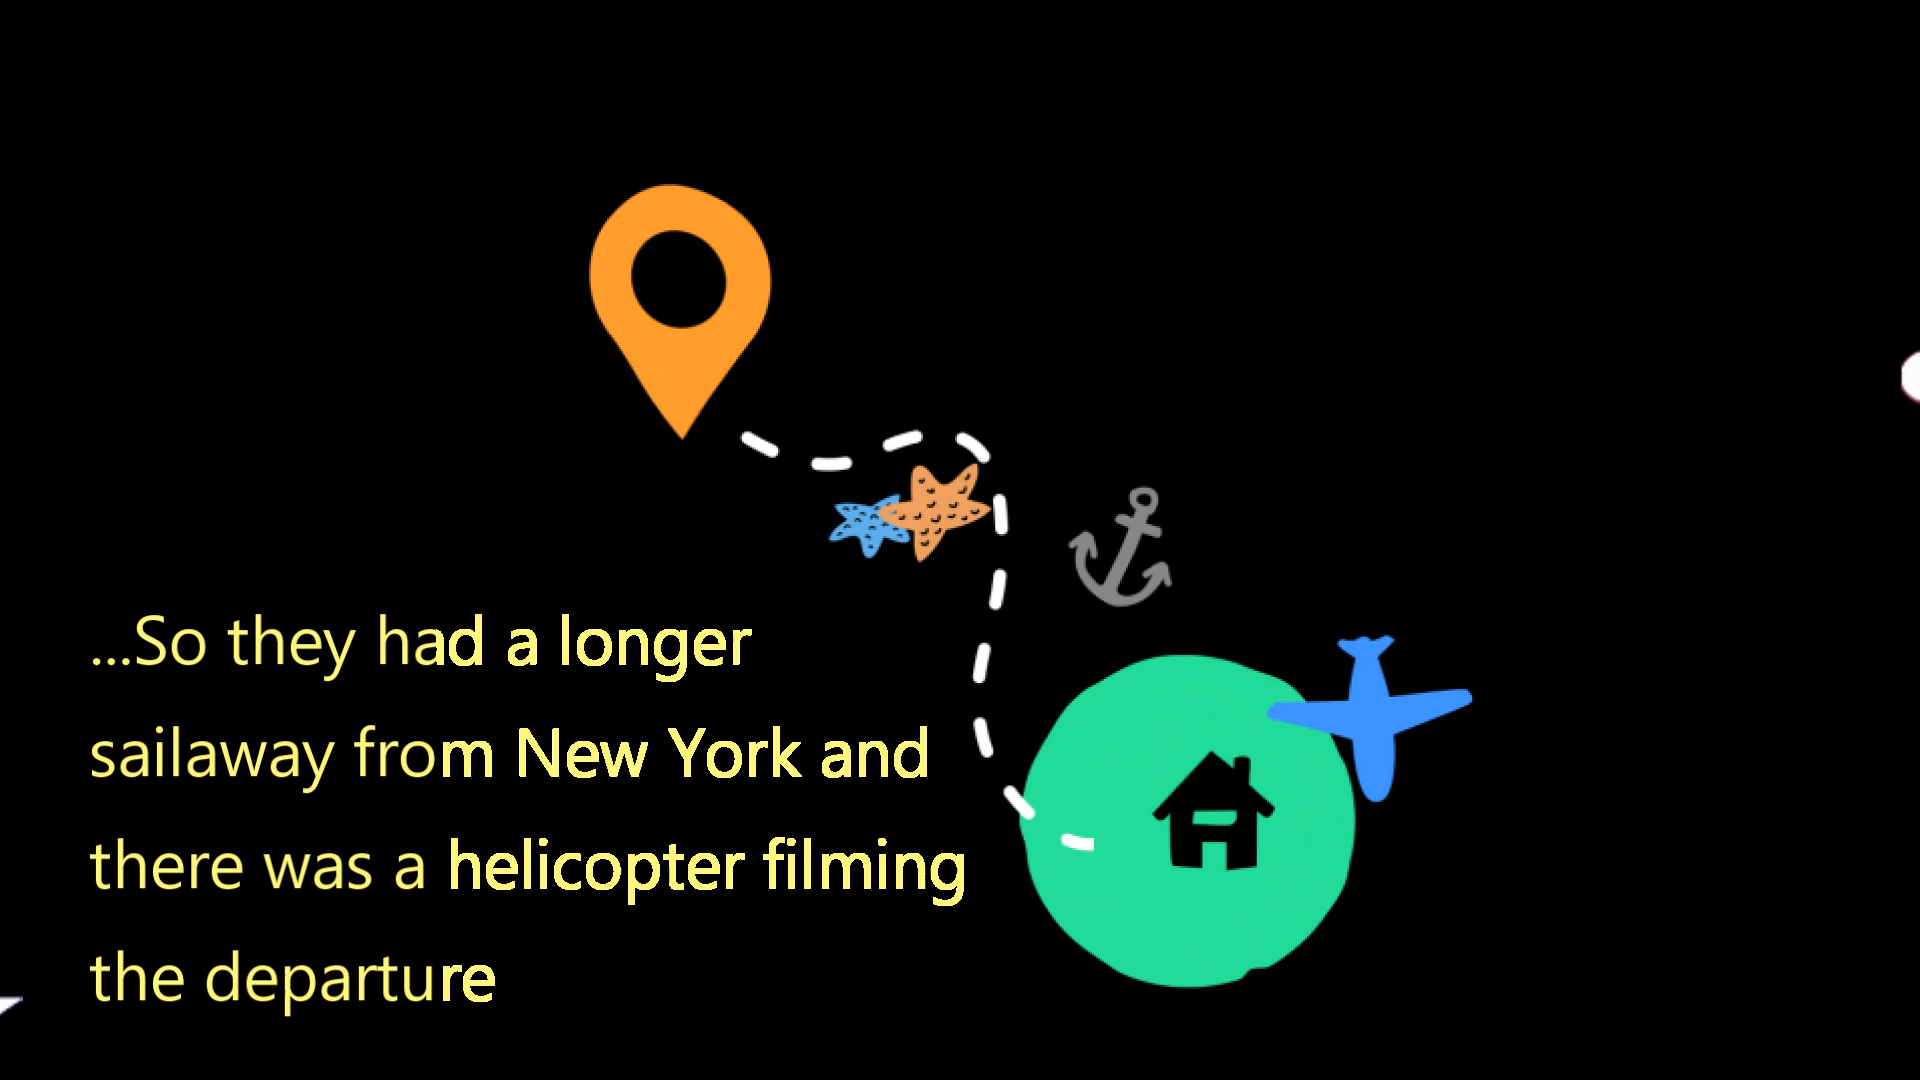 ...So they had a longer
sailaway from New York and
there was a helicopter filming
the departure